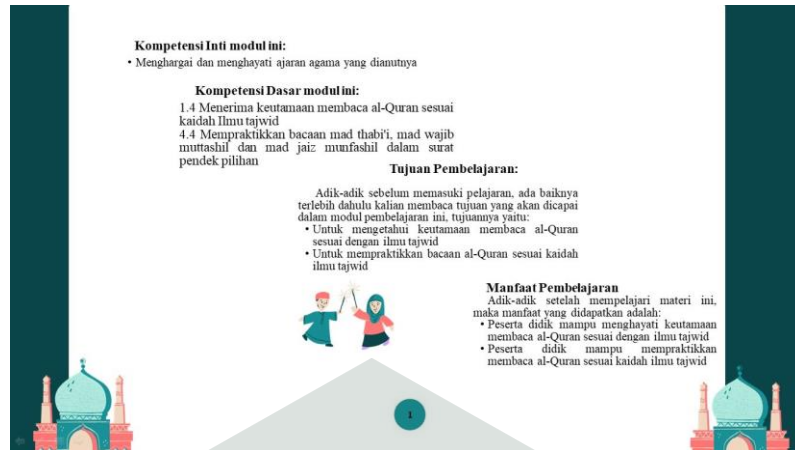 Kompetensi Inti modul ini:
• Menghargai dan menghayati ajaran agama yang dianutnya
Kompetensi Dasar modul ini:
1.4 Menerima keutamaan membaca al-Quran sesuai
kaidah Ilmu tajwid
4.4 Mempraktikkan bacaan mad thabi'i, mad wajib
muttashil dan mad jaiz munfashil dalam surat
pendek pilihan
Tujuan Pembelajaran:
Adik-adik sebelum memasuki pelajaran, ada baiknya
terlebih dahulu kalian membaca tujuan yang akan dicapai
dalam modul pembelajaran ini, tujuannya yaitu:
• Untuk mengetahui keutamaan membaca al-Quran
sesuai dengan ilmu tajwid
• Untuk mempraktikkan bacaan al-Quran sesuai kaidah
ilmu tajwid
Manfaat Pembelajaran
Adik-adik setelah mempelajari materi ini,
maka manfaat yang didapatkan adalah:
• Peserta didik mampu menghayati keutamaan
membaca al-Quran sesuai dengan ilmu tajwid
• Peserta didik mampu mempraktikkan
membaca al-Quran sesuai kaidah ilmu tajwid
1